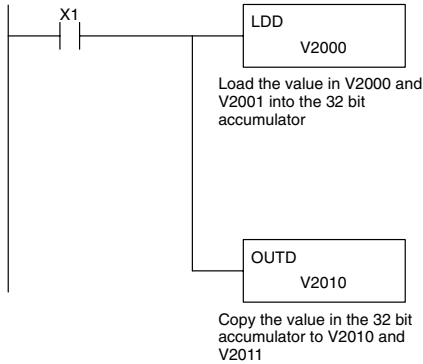 X1
LDD
V2000
Load the value in V2000 and
V2001 into the 32 bit
accumulator
OUTD
V2010
Copy the value in the 32 bit
accumulator to V2010 and
V2011